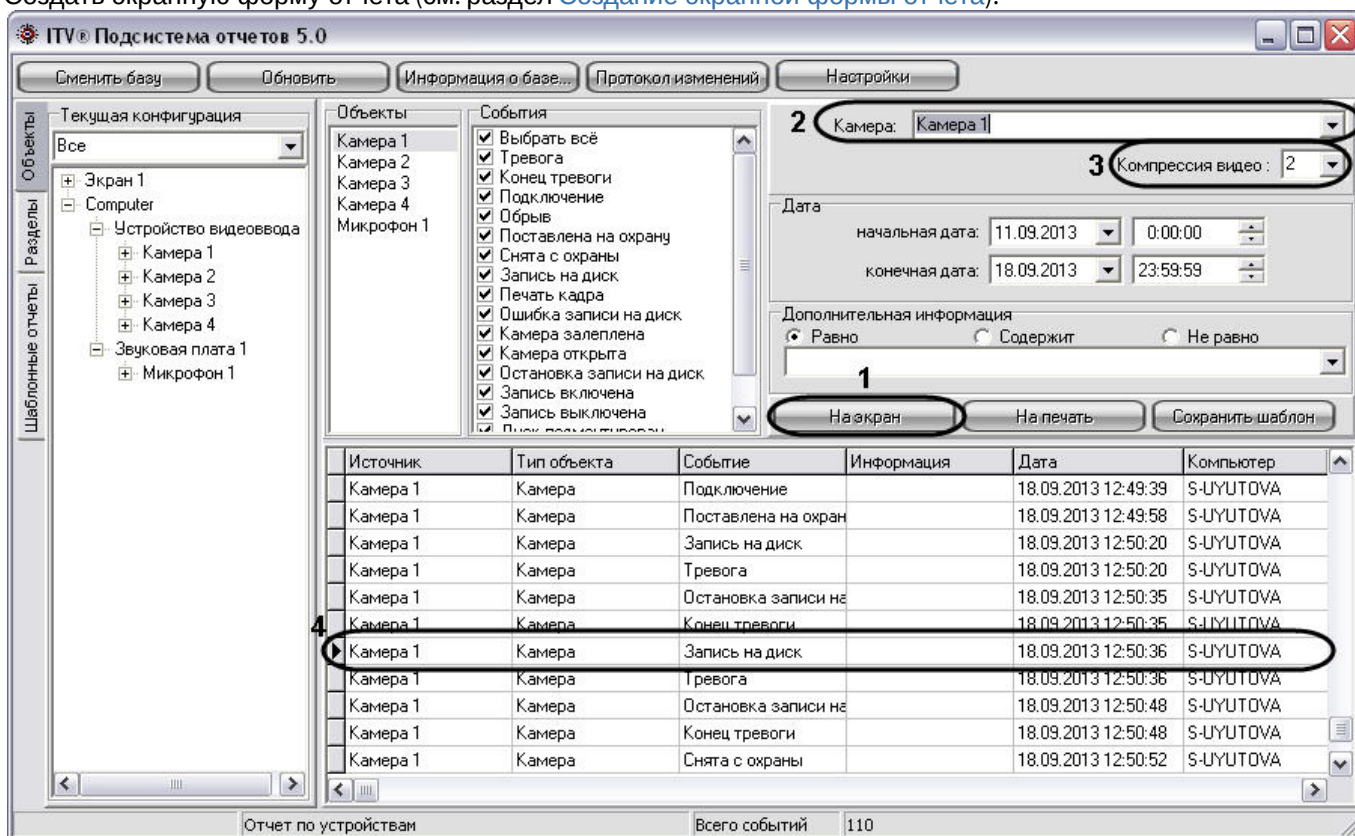 Создать экранную форму отчета (см. раздел Создание экранной формы отчета).
ITV® Подсистема отчетов 5.0
Сменить базу Обновить Информация о базе... Протокол изменений Настройки
Объекты
Разделы
Шаблонные отчеты
Текущая конфигурация
Все
Экран 1
Computer
Устройство видеоввода
Камера 1
Камера 2
Камера 3
Камера 4
Звуковая плата 1
Микрофон 1
Объекты
Камера 1
Камера 2
Камера 3
Камера 4
Микрофон 1
События
Выбрать всё
Тревога
Конец тревоги
Подключение
Обрыв
Поставлена на охрану
Снята с охраны
Запись на диск
Печать кадра
Ошибка записи на диск
Камера залеплена
Камера открыта
Остановка записи на диск
Запись включена
Запись выключена
2 Камера: Камера 1
3 Компрессия видео : 2
Дата
начальная дата: 11.09.2013 0:00:00
конечная дата: 18.09.2013 23:59:59
Дополнительная информация
Равно Содержит Не равно
1
На экран На печать Сохранить шаблон
Источник Тип объекта Событие Информация Дата Компьютер
Камера 1 Камера Подключение 18.09.2013 12:49:39 S-UYUTOVA
Камера 1 Камера Поставлена на охран 18.09.2013 12:49:58 S-UYUTOVA
Камера 1 Камера Запись на диск 18.09.2013 12:50:20 S-UYUTOVA
Камера 1 Камера Тревога 18.09.2013 12:50:20 S-UYUTOVA
Камера 1 Камера Остановка записи на 18.09.2013 12:50:35 S-UYUTOVA
Камера 1 Камера Конец тревоги 18.09.2013 12:50:35 S-UYUTOVA
4 Камера 1 Камера Запись на диск 18.09.2013 12:50:36 S-UYUTOVA
Камера 1 Камера Тревога 18.09.2013 12:50:36 S-UYUTOVA
Камера 1 Камера Остановка записи на 18.09.2013 12:50:48 S-UYUTOVA
Камера 1 Камера Конец тревоги 18.09.2013 12:50:48 S-UYUTOVA
Камера 1 Камера Снята с охраны 18.09.2013 12:50:52 S-UYUTOVA
Отчет по устройствам Всего событий 110